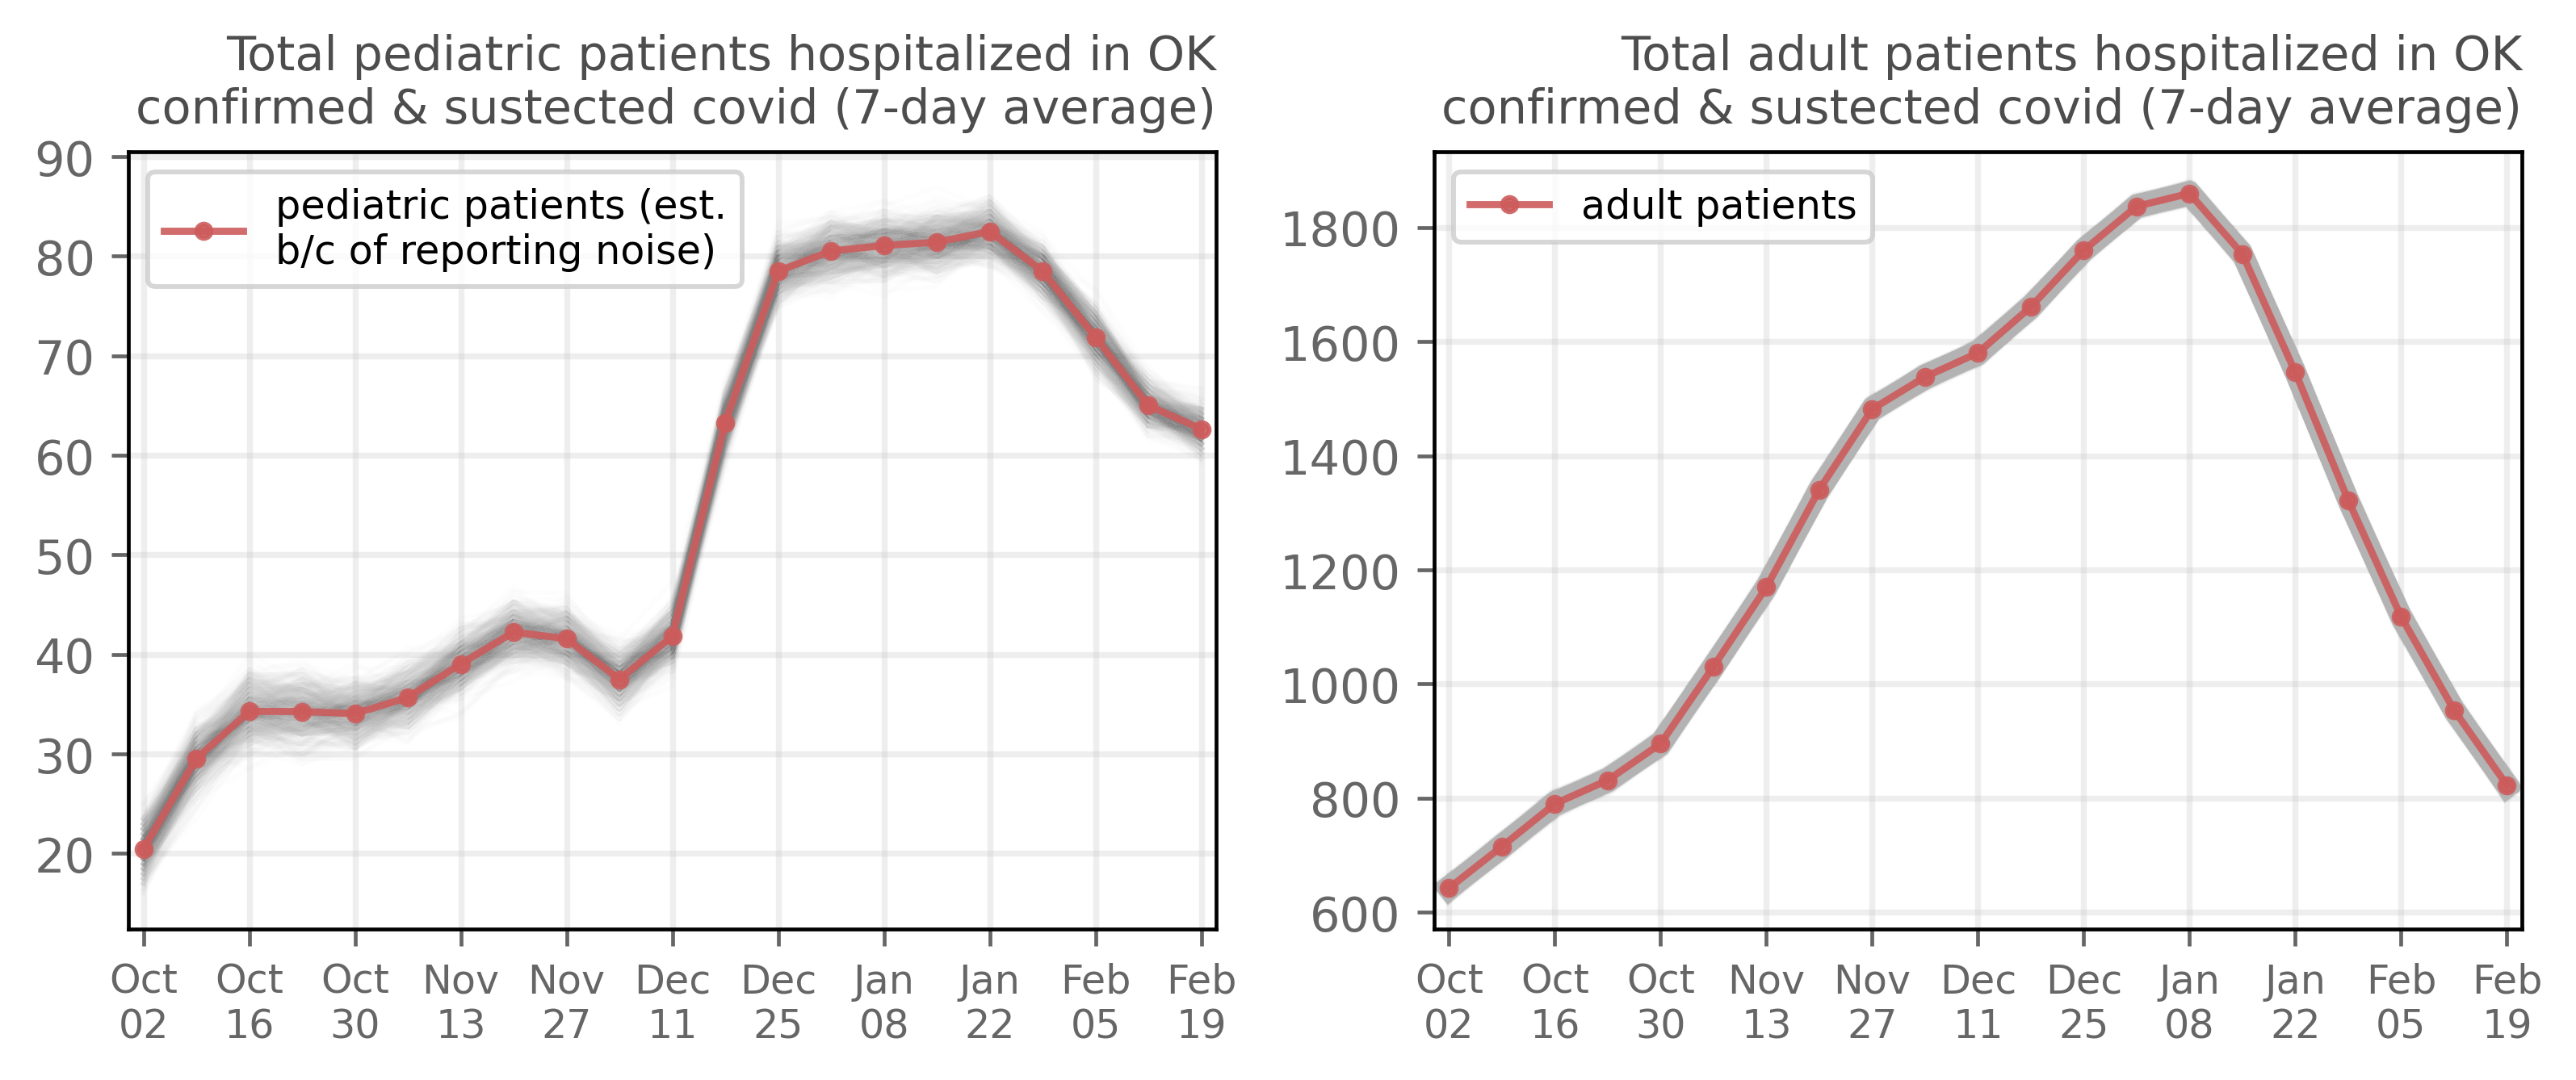 Total pediatric patients hospitalized in OK
confirmed & sustected covid (7-day average)
pediatric patients (est.
b/c of reporting noise)
90
80
70
60
50
40
30
20
Oct Oct Oct Nov Nov Dec Dec Jan Jan Feb Feb
02 16 30 13 27 11 25 08 22 05 19
Total adult patients hospitalized in OK
confirmed & sustected covid (7-day average)
adult patients
1800
1600
1400
1200
1000
800
600
Oct Oct Oct Nov Nov Dec Dec Jan Jan Feb Feb
02 16 30 13 27 11 25 08 22 05 19